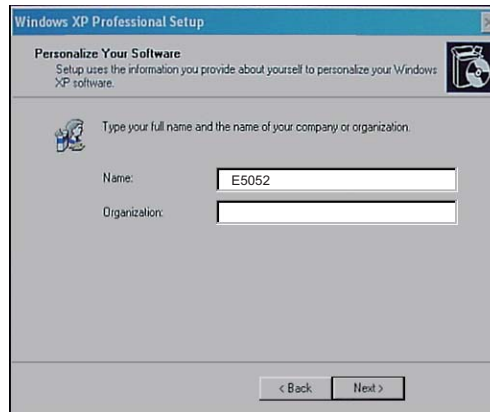 Windows XP Professional Setup
Personalize Your Software
Setup uses the information you provide about yourself to personalize your Windows
XP software.
Type your full name and the name of your company or organization.
Name:
E5052
Organization:
< Back
Next >